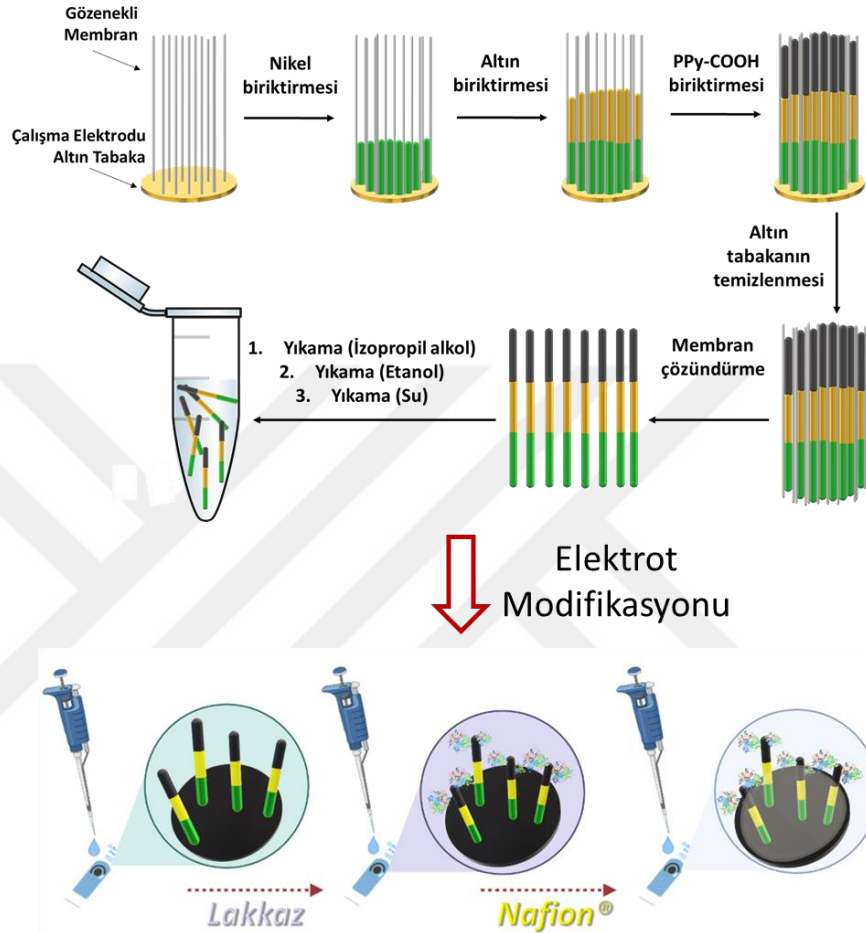 Gözenekli
Membran
Çalışma Elektrodu
Altın Tabaka
Nikel
biriktirmesi
Altın
biriktirmesi
PPy-COOH
biriktirmesi
Altın
tabakanın
temizlenmesi
Membran
çözündürme
1. Yıkama (İzopropil alkol)
2. Yıkama (Etanol)
3. Yıkama (Su)
Elektrot
Modifikasyonu
Lakkaz
Nafion®